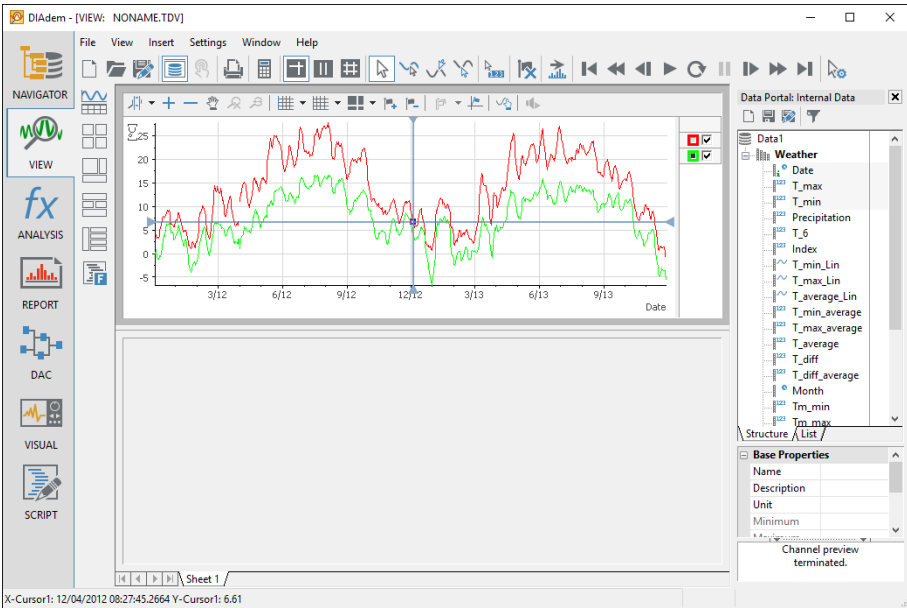 DIAdem - [VIEW: NONAME.TDV]
File View Insert Settings Window Help
NAVIGATOR
VIEW
fx
ANALYSIS
REPORT
DAC
VISUAL
SCRIPT
25
20
15
10
5
0
-5
3/12 6/12 9/12 12/12 3/13 6/13 9/13
Date
Sheet 1
Data Portal: Internal Data
Data1
Weather
Date
T_max
T_min
Precipitation
T_6
Index
T_min_Lin
T_max_Lin
T_average_Lin
T_min_average
T_max_average
T_average
T_diff
T_diff_average
Month
Tm_min
Tm_max
Structure List
Base Properties
Name
Description
Unit
Minimum
Maximum
Channel preview
terminated.
X-Cursor1: 12/04/2012 08:27:45.2664 Y-Cursor1: 6.61